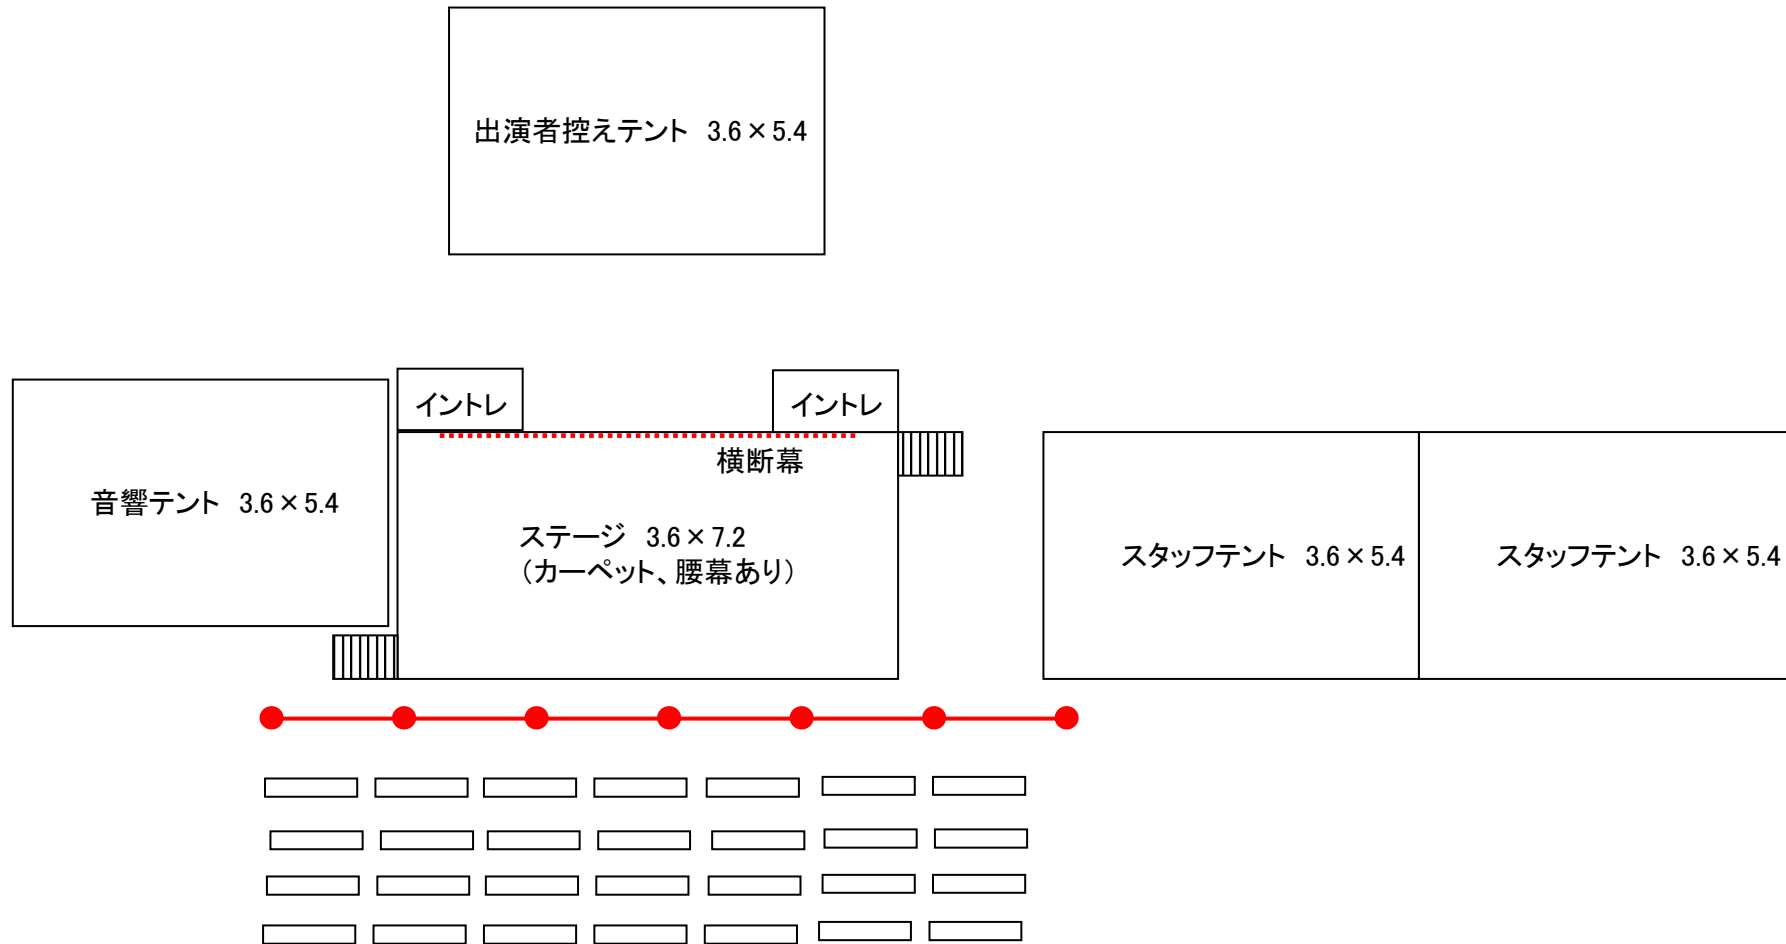 出演者控えテント　3.6×5.4
イントレ
イントレ
横断幕
音響テント　3.6×5.4
ステージ　3.6×7.2
（カーペット、腰幕あり）
スタッフテント　3.6×5.4
スタッフテント　3.6×5.4